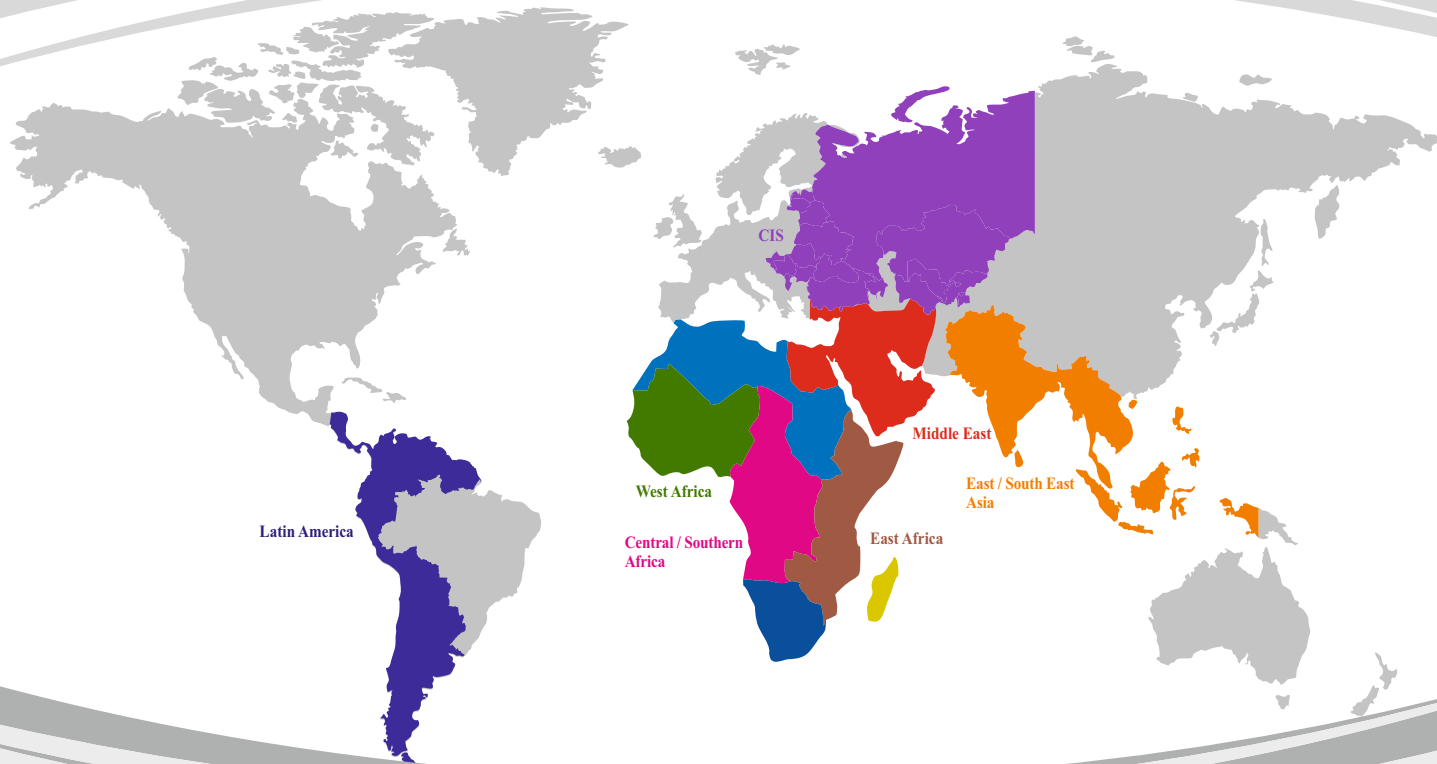 CIS
Middle East
East / South East
Asia
West Africa
Latin America
Central / Southern
Africa
East Africa